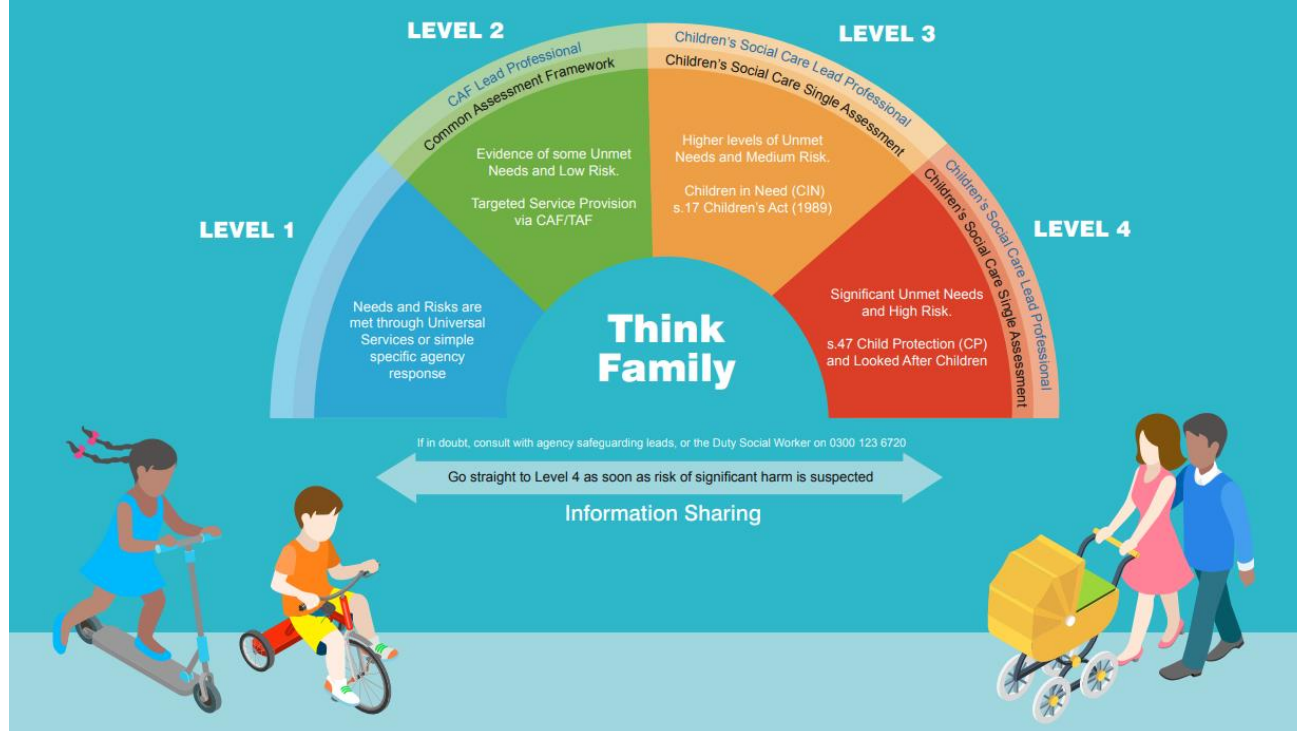 LEVEL 1
Needs and Risks are
met through Universal
Services or simple
specific agency
response
LEVEL 2
CAF Lead Professional
Common Assessment Framework
Evidence of some Unmet
Needs and Low Risk.
Targeted Service Provision
via CAF/TAF
LEVEL 3
Children's Social Care Lead Professional
Children's Social Care Single Assessment
Higher levels of Unmet
Needs and Medium Risk.
Children in Need (CIN)
s.17 Children's Act (1989)
LEVEL 4
Children's Social Care Lead Professional
Children's Social Care Single Assessment
Significant Unmet Needs
and High Risk.
s.47 Child Protection (CP)
and Looked After Children
Think
Family
If in doubt, consult with agency safeguarding leads, or the Duty Social Worker on 0300 123 6720
Go straight to Level 4 as soon as risk of significant harm is suspected
Information Sharing